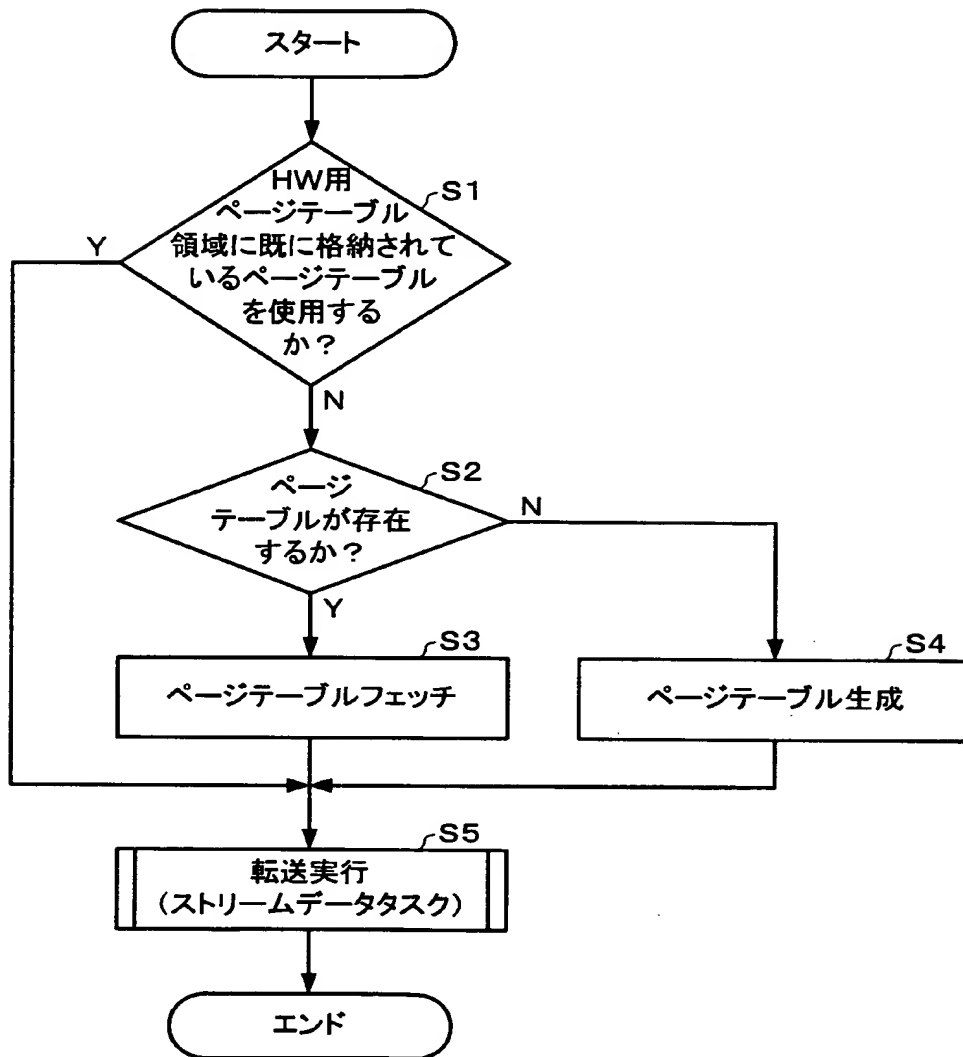 スタート
HW用
ページテーブル
領域に既に格納されて
いるページテーブル
を使用する
か？
S1
Y
N
ページ
テーブルが存在
するか？
S2
N
Y
S3
ページテーブルフェッチ
S4
ページテーブル生成
S5
転送実行
（ストリームデータタスク）
エンド